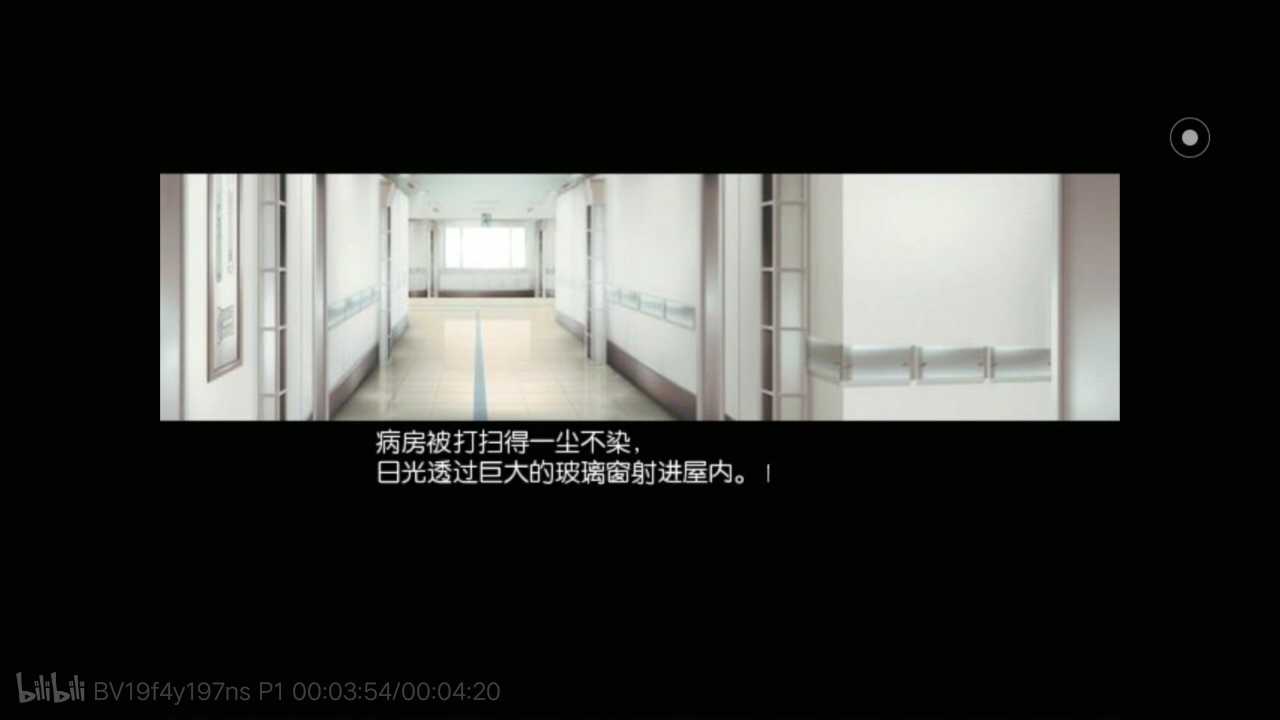 病房被打扫得一尘不染，
日光透过巨大的玻璃窗射进屋内。
bilibili BV19f4y197ns P1 00:03:54/00:04:20